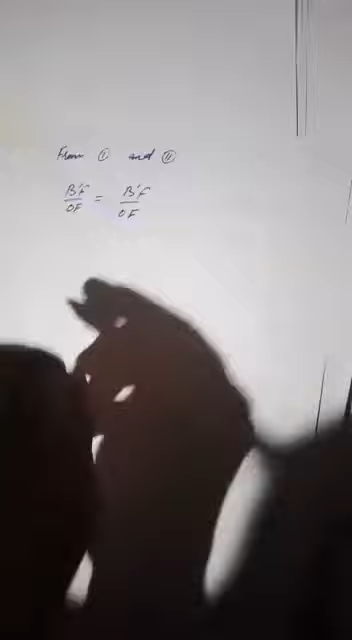 From ① and ②
B'F/OF = B'F/OF